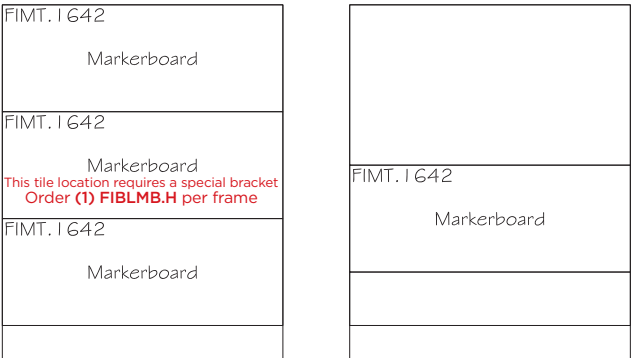 FIMT.1642
Markerboard
FIMT.1642
Markerboard
This tile location requires a special bracket
Order (1) FIBLMB.H per frame
FIMT.1642
Markerboard
FIMT.1642
Markerboard